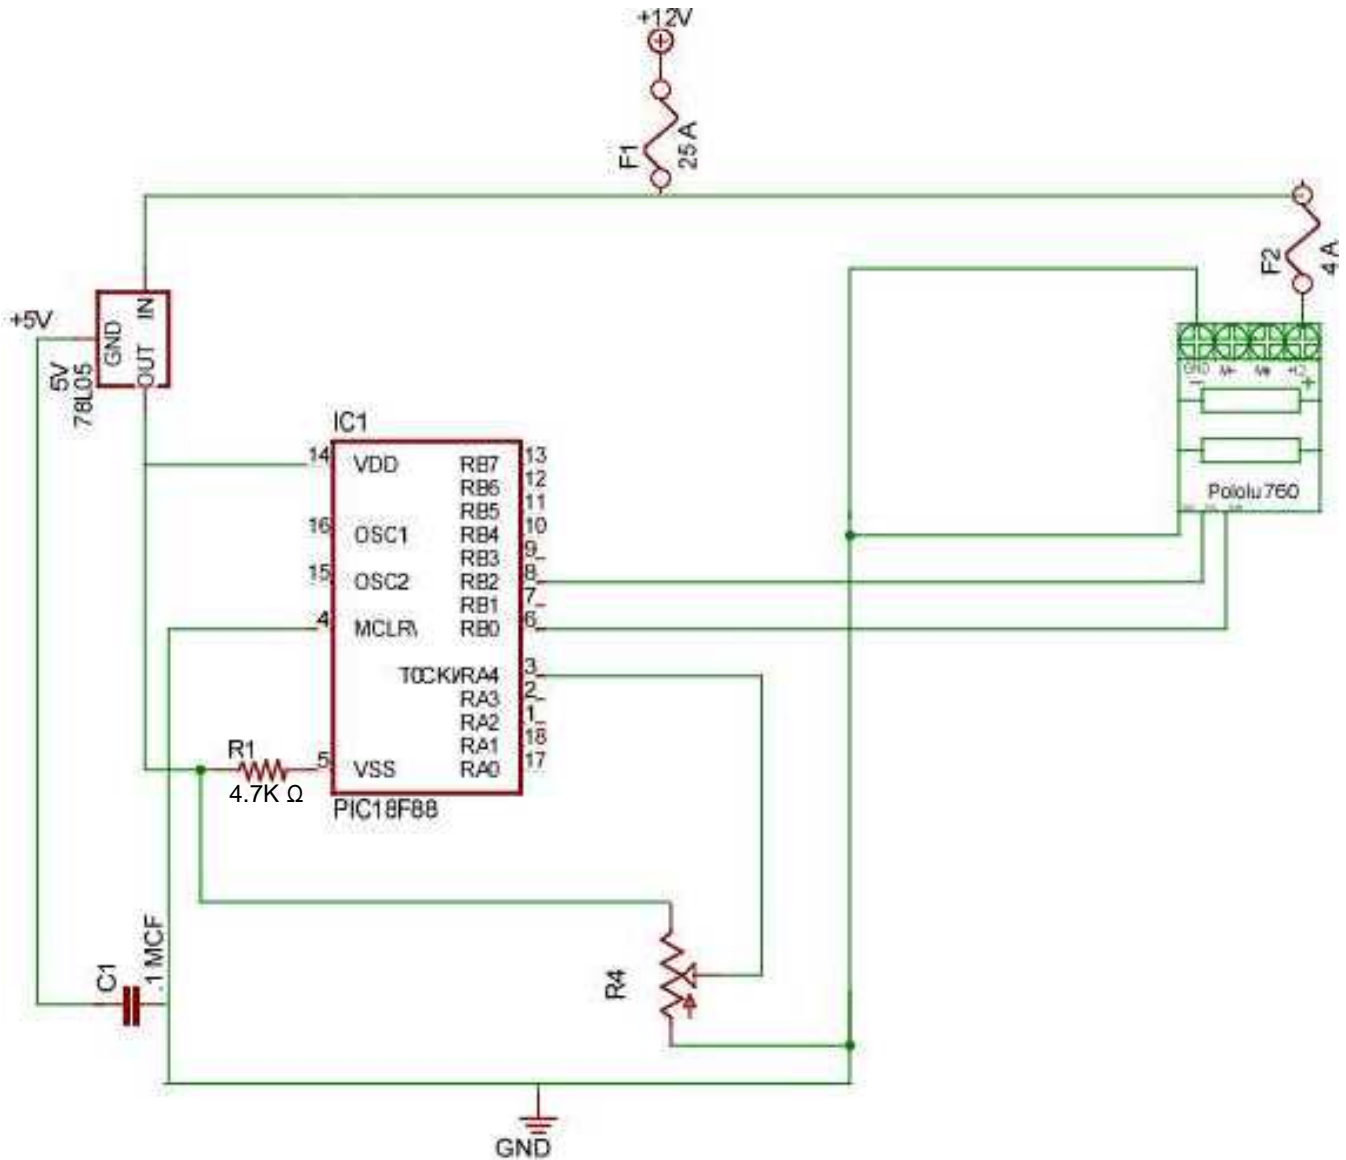 +12V
F1
25 A
F2
4 A
+5V
GND
IN
OUT
5V
78L05
GND
M-
+12
−
+
Pololu 760
IC1
14
VDD
RB7
13
RB6
12
RB5
11
16
OSC1
RB4
10
RB3
9
15
OSC2
RB2
8
RB1
7
4
MCLR\
RB0
6
T0CKI/RA4
3
RA3
2
RA2
1
RA1
18
5
VSS
RA0
17
R1
4.7K Ω
PIC18F88
C1
.1 MCF
R4
GND